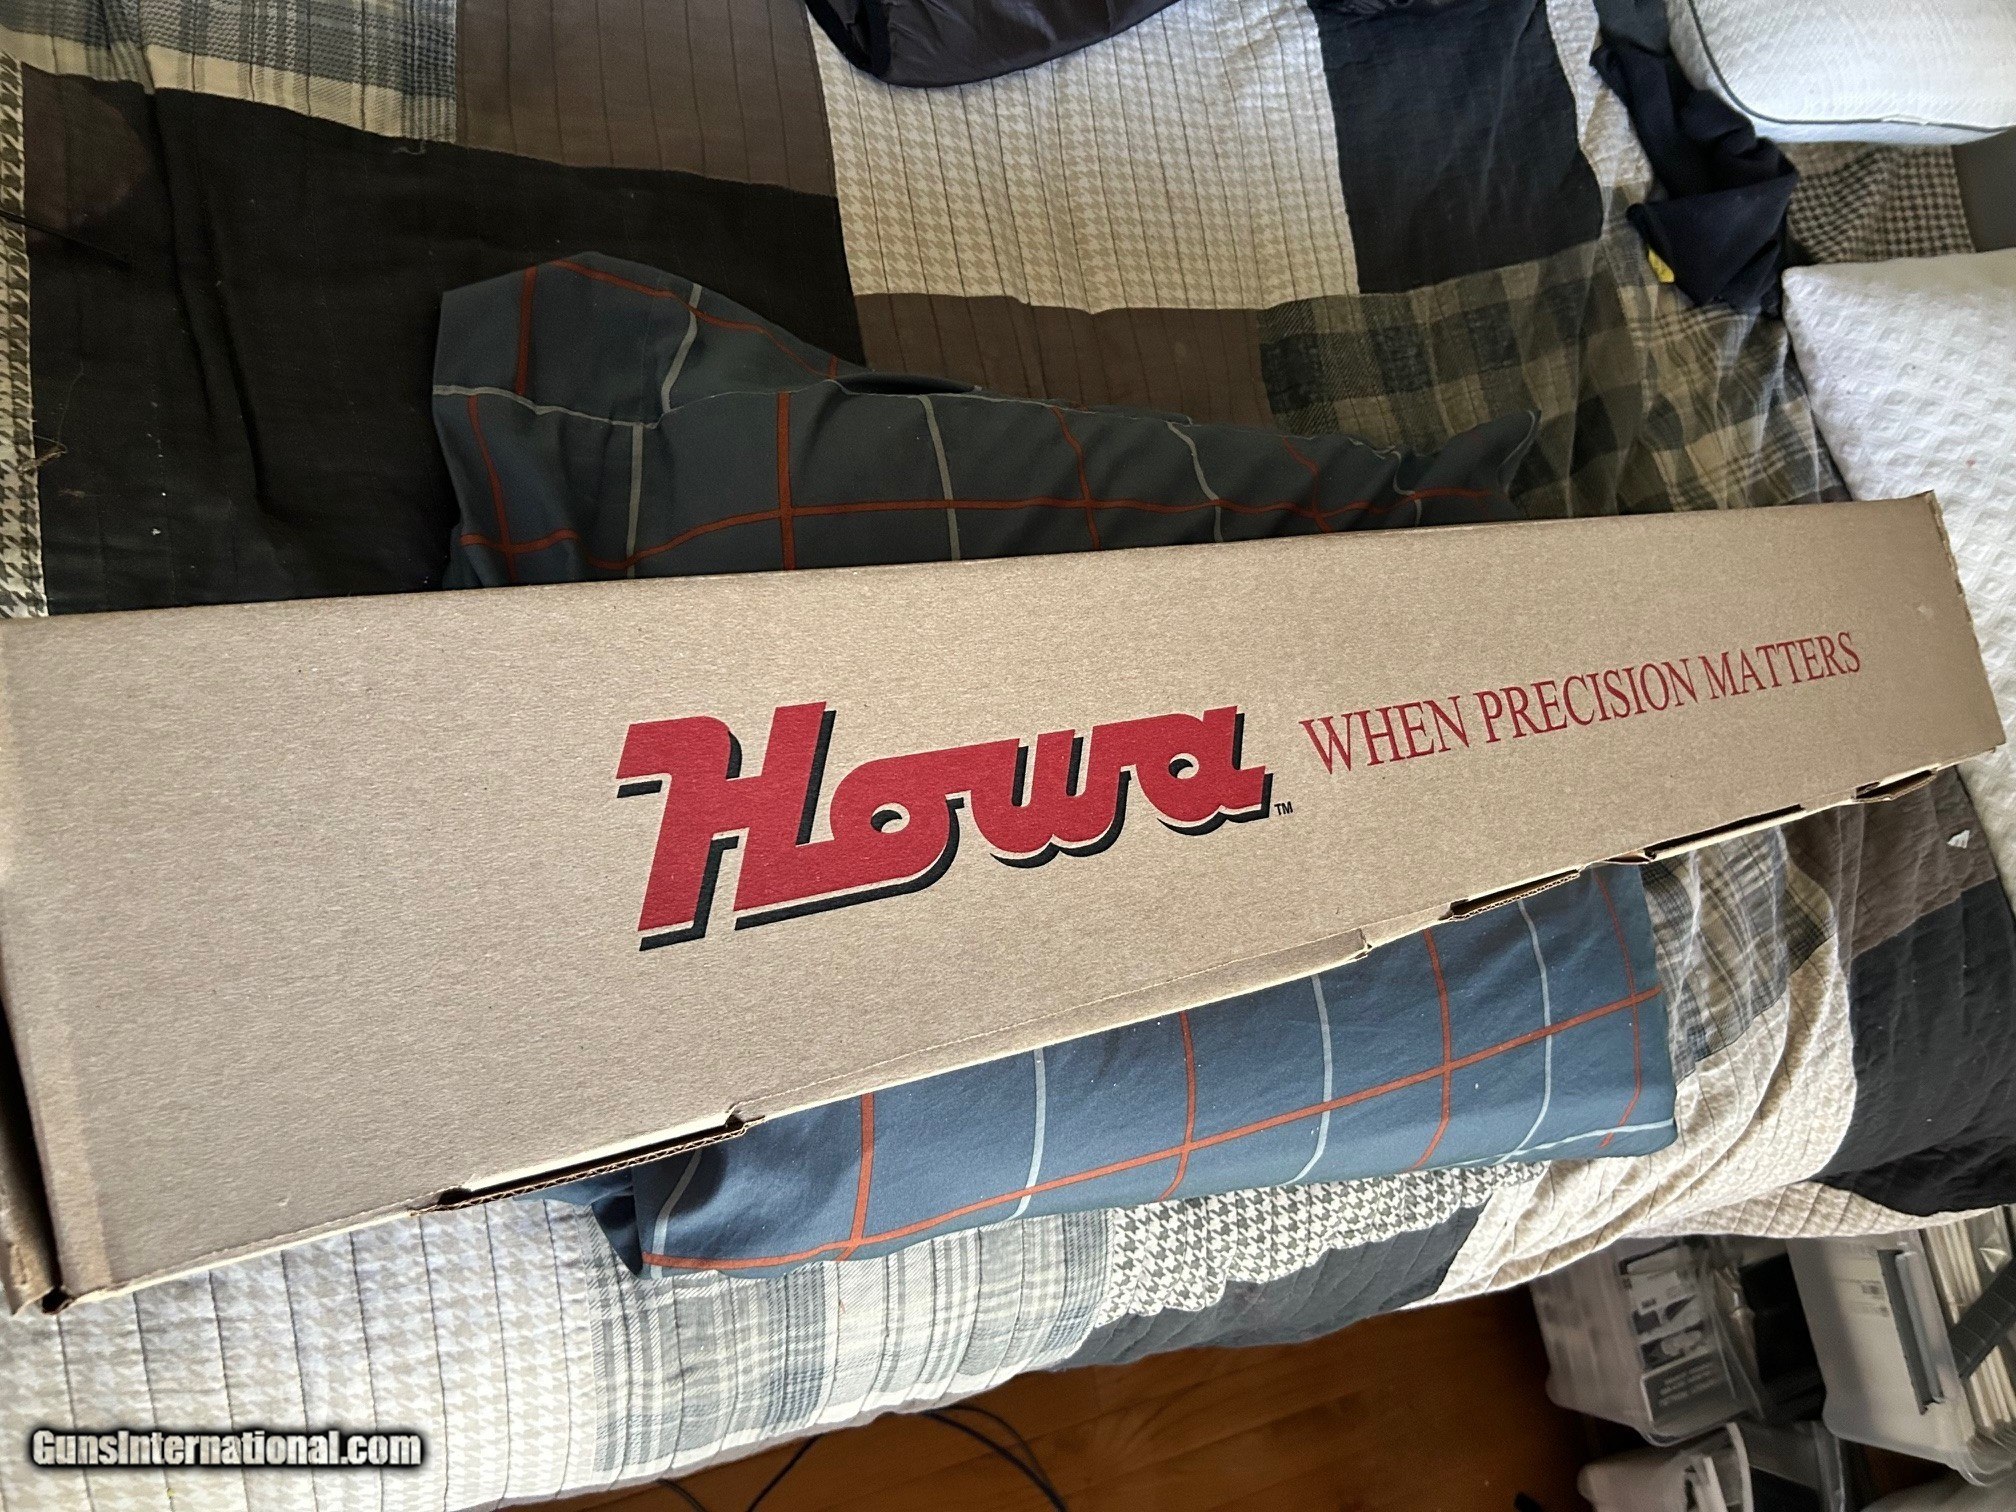 Howa™ WHEN PRECISION MATTERS
GunsInternational.com